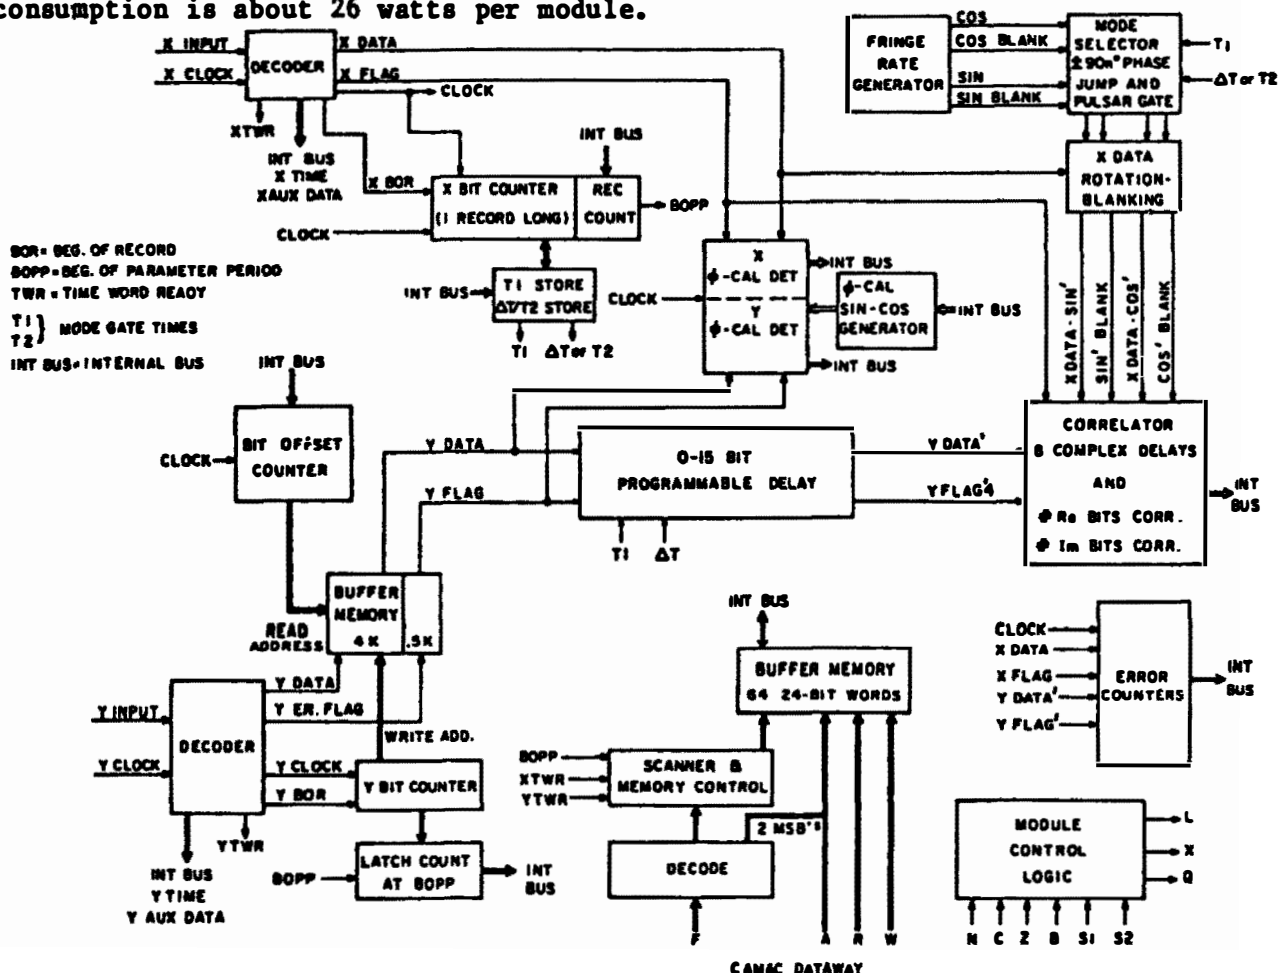 consumption is about 26 watts per module.
X INPUT
X CLOCK
DECODER
X DATA
X FLAG
CLOCK
XTWR
INT BUS
X TIME
XAUX DATA
X BOR
CLOCK
X BIT COUNTER
(1 RECORD LONG)
INT BUS
REC
COUNT
BOPP
INT BUS
T1 STORE
ΔT/T2 STORE
T1
ΔT or T2
FRINGE
RATE
GENERATOR
COS
COS BLANK
SIN
SIN BLANK
MODE
SELECTOR
± 90n° PHASE
JUMP AND
PULSAR GATE
T1
ΔT or T2
X DATA
ROTATION-
BLANKING
CLOCK
X
ϕ-CAL DET
Y
ϕ-CAL DET
INT BUS
INT BUS
ϕ-CAL
SIN-COS
GENERATOR
INT BUS
XDATA-SIN'
SIN' BLANK
X DATA-COS'
COS' BLANK
BOR= BEG. OF RECORD
BOPP=BEG. OF PARAMETER PERIOD
TWR = TIME WORD READY
T1
T2 } MODE GATE TIMES
INT BUS=INTERNAL BUS
INT BUS
CLOCK
BIT OFFSET
COUNTER
Y DATA
Y FLAG
0-15 BIT
PROGRAMMABLE DELAY
T1
ΔT
Y DATA'
Y FLAG'4
CORRELATOR
8 COMPLEX DELAYS
AND
# Re BITS CORR.
# Im BITS CORR.
INT
BUS
READ
ADDRESS
BUFFER
MEMORY
4K
.5K
Y INPUT
Y CLOCK
DECODER
Y DATA
Y ER. FLAG
WRITE ADD.
Y CLOCK
Y BOR
Y BIT COUNTER
YTWR
INT BUS
Y TIME
Y AUX DATA
BOPP
LATCH COUNT
AT BOPP
INT
BUS
INT BUS
BUFFER MEMORY
64 24-BIT WORDS
BOPP
XTWR
YTWR
SCANNER &
MEMORY CONTROL
2 MSB'S
DECODE
F
A
R
W
CAMAC DATAWAY
CLOCK
X DATA
X FLAG
Y DATA'
Y FLAG'
ERROR
COUNTERS
INT
BUS
MODULE
CONTROL
LOGIC
L
X
Q
N
C
Z
B
S1
S2